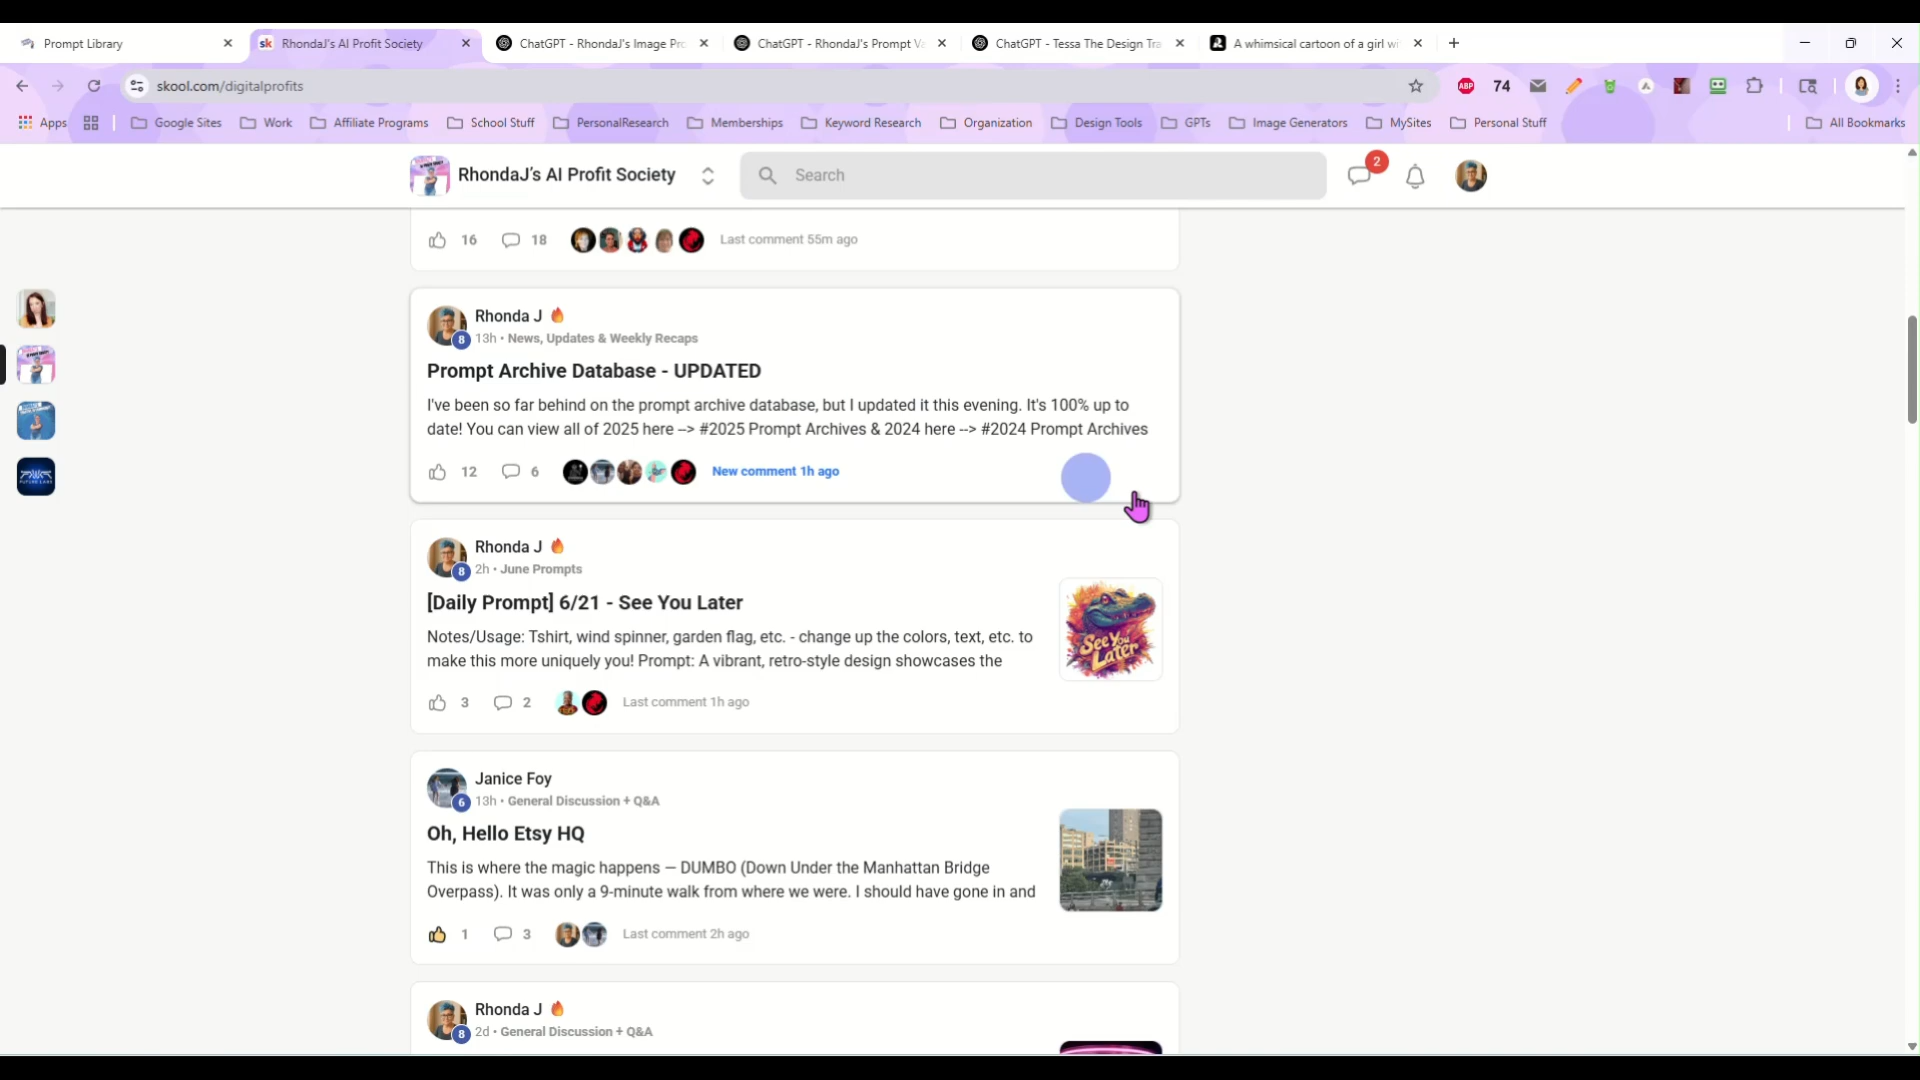 Prompt Library
sk RhondaJ's AI Profit Society
ChatGPT - RhondaJ's Image Pr
ChatGPT - RhondaJ's Prompt V
ChatGPT - Tessa The Design Tra
A whimsical cartoon of a girl wi
skool.com/digitalprofits
ABP
74
Apps
Google Sites
Work
Affiliate Programs
School Stuff
PersonalResearch
Memberships
Keyword Research
Organization
Design Tools
GPTs
Image Generators
MySites
Personal Stuff
All Bookmarks
RhondaJ's AI Profit Society
Search
2
16
18
Last comment 55m ago
Rhonda J
8
13h • News, Updates & Weekly Recaps
Prompt Archive Database - UPDATED
I've been so far behind on the prompt archive database, but I updated it this evening. It's 100% up to
date! You can view all of 2025 here --> #2025 Prompt Archives & 2024 here --> #2024 Prompt Archives
12
6
New comment 1h ago
Rhonda J
8
2h • June Prompts
[Daily Prompt] 6/21 - See You Later
Notes/Usage: Tshirt, wind spinner, garden flag, etc. - change up the colors, text, etc. to
make this more uniquely you! Prompt: A vibrant, retro-style design showcases the
See You
Later
3
2
Last comment 1h ago
Janice Foy
6
13h • General Discussion + Q&A
Oh, Hello Etsy HQ
This is where the magic happens — DUMBO (Down Under the Manhattan Bridge
Overpass). It was only a 9-minute walk from where we were. I should have gone in and
1
3
Last comment 2h ago
Rhonda J
8
2d • General Discussion + Q&A